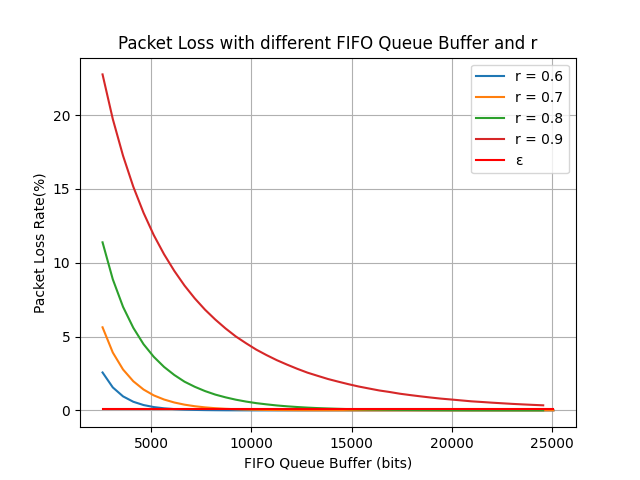 Packet Loss with different FIFO Queue Buffer and r
r = 0.6
r = 0.7
r = 0.8
r = 0.9
ε
Packet Loss Rate(%)
20
15
10
5
0
5000 10000 15000 20000 25000
FIFO Queue Buffer (bits)